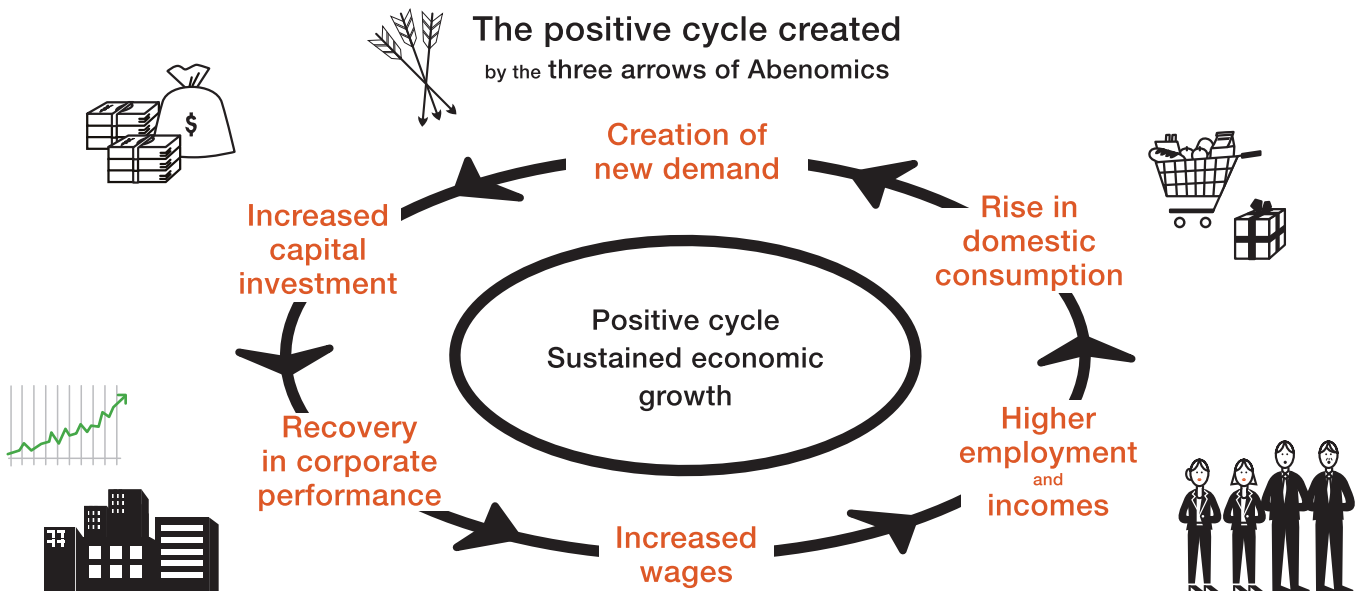 The positive cycle created
by the three arrows of Abenomics
Creation of
new demand
Increased
capital
investment
Rise in
domestic
consumption
Positive cycle
Sustained economic
growth
Recovery
in corporate
performance
Higher
employment
and
incomes
Increased
wages
$